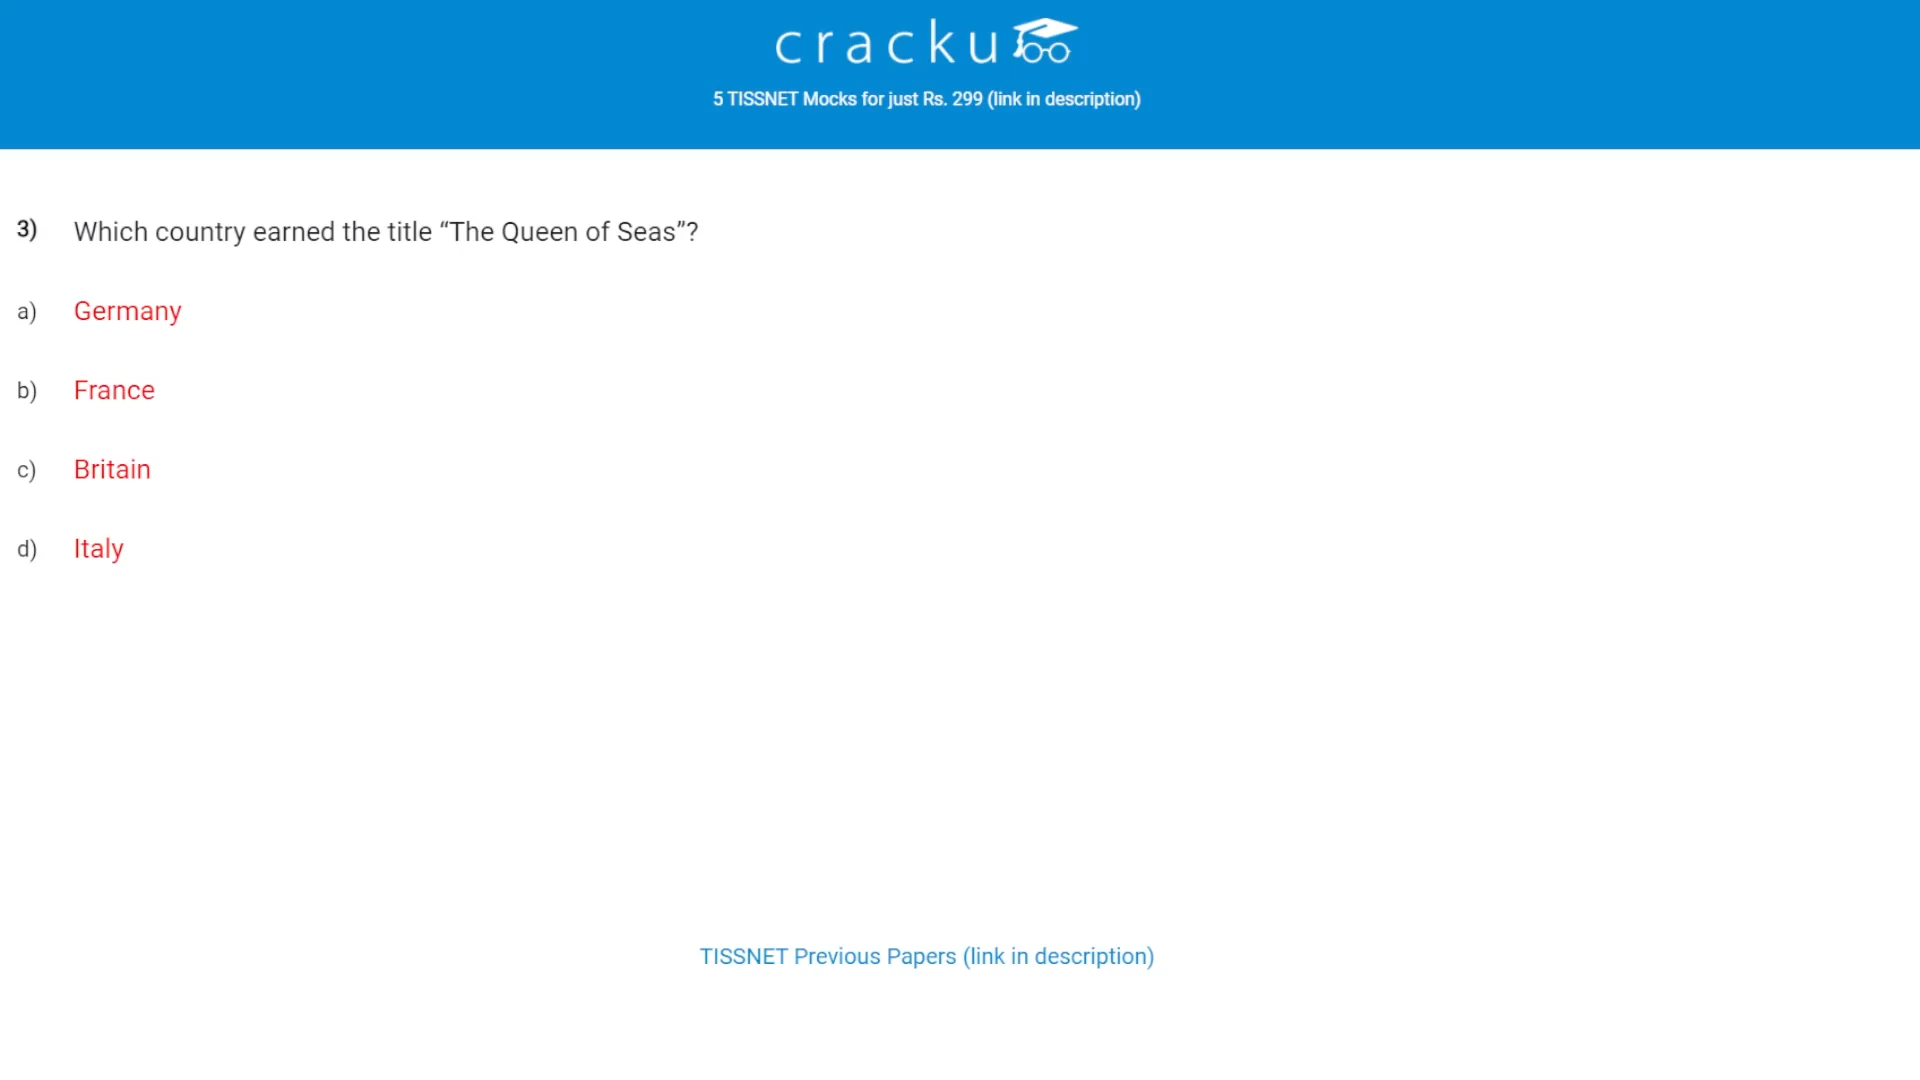 cracku
5 TISSNET Mocks for just Rs. 299 (link in description)
3) Which country earned the title “The Queen of Seas”?
a) Germany
b) France
c) Britain
d) Italy
TISSNET Previous Papers (link in description)